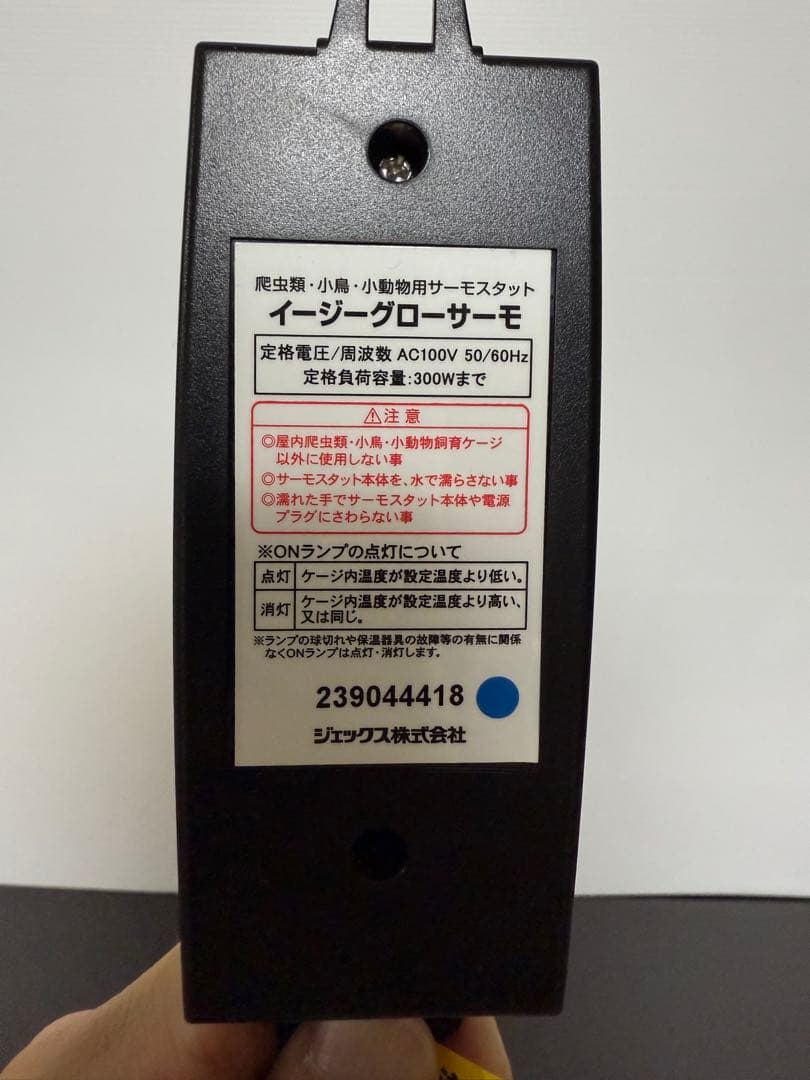 爬虫類・小鳥・小動物用サーモスタット
イージーグローサーモ
定格電圧/周波数 AC100V 50/60Hz
定格負荷容量:300Wまで
⚠注意
◎屋内爬虫類・小鳥・小動物飼育ケージ
以外に使用しない事
◎サーモスタット本体を、水で濡らさない事
◎濡れた手でサーモスタット本体や電源
プラグにさわらない事
※ONランプの点灯について
点灯 ケージ内温度が設定温度より低い。
消灯 ケージ内温度が設定温度より高い、
又は同じ。
※ランプの球切れや保温器具の故障等の有無に関係
なくONランプは点灯・消灯します。
239044418
ジェックス株式会社